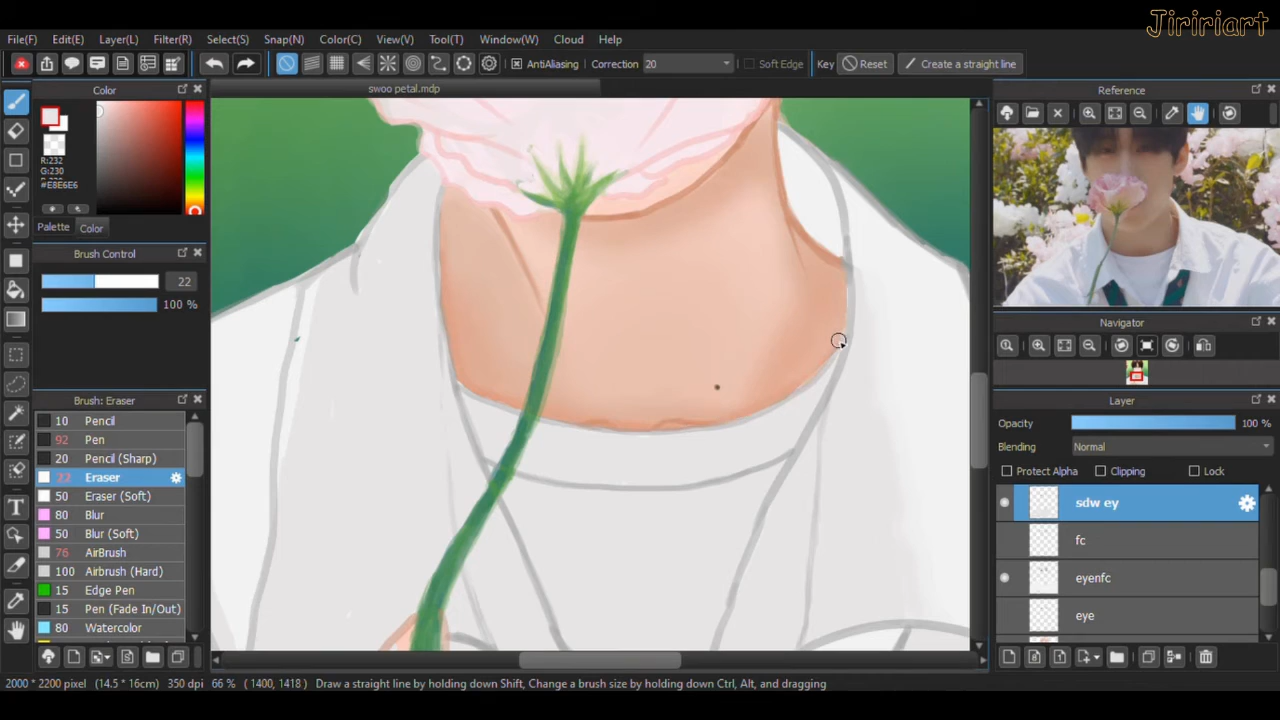 Jiririart
File(F) Edit(E) Layer(L) Filter(R) Select(S) Snap(N) Color(C) View(V) Tool(T) Window(W) Cloud Help
AntiAliasing Correction 20 Soft Edge Key Reset Create a straight line
Color
swoo petal.mdp
Reference
R:232
G:230
#E8E6E6
Palette Color
Brush Control
22
100 %
Navigator
Brush: Eraser
10 Pencil
92 Pen
20 Pencil (Sharp)
22 Eraser
50 Eraser (Soft)
80 Blur
50 Blur (Soft)
76 AirBrush
100 Airbrush (Hard)
15 Edge Pen
15 Pen (Fade In/Out)
80 Watercolor
Layer
Opacity 100 %
Blending Normal
Protect Alpha Clipping Lock
sdw ey
fc
eyenfc
eye
2000 * 2200 pixel (14.5 * 16cm) 350 dpi 66 % ( 1400, 1418 ) Draw a straight line by holding down Shift, Change a brush size by holding down Ctrl, Alt, and dragging